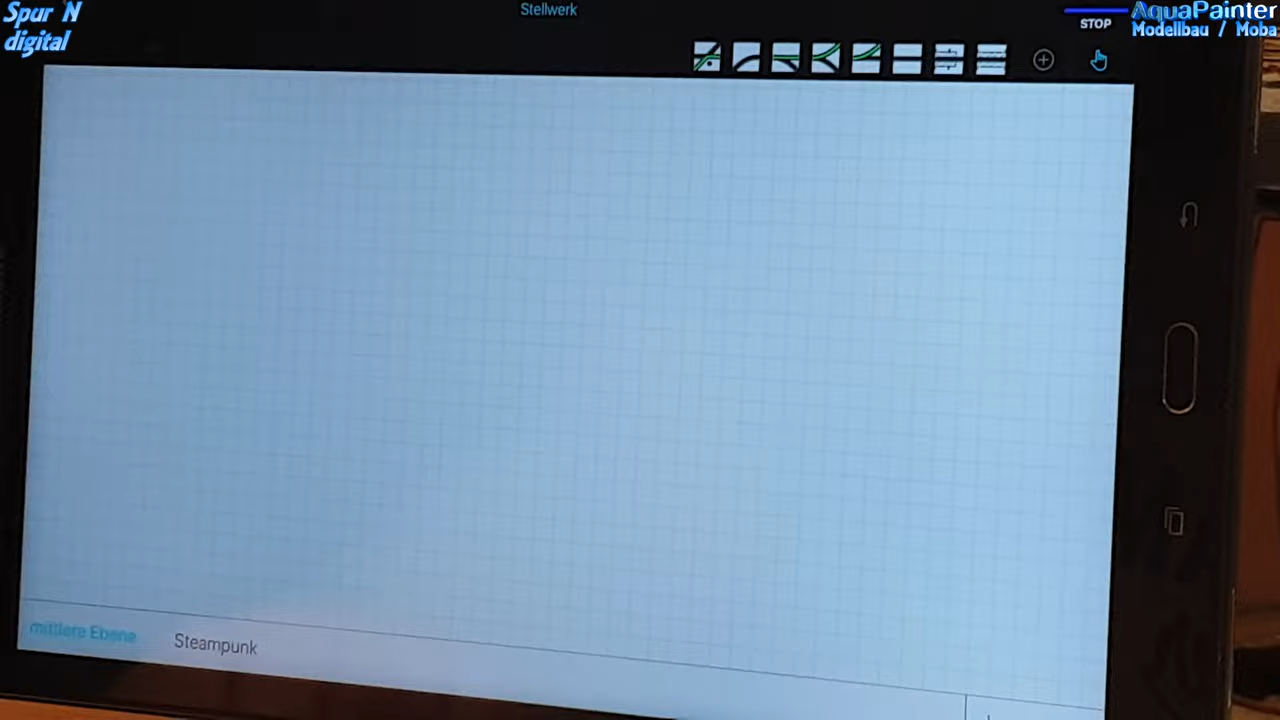 Spur N
digital
Stellwerk
STOP
AquaPainter
Modellbau / Moba
mittlere Ebene
Steampunk